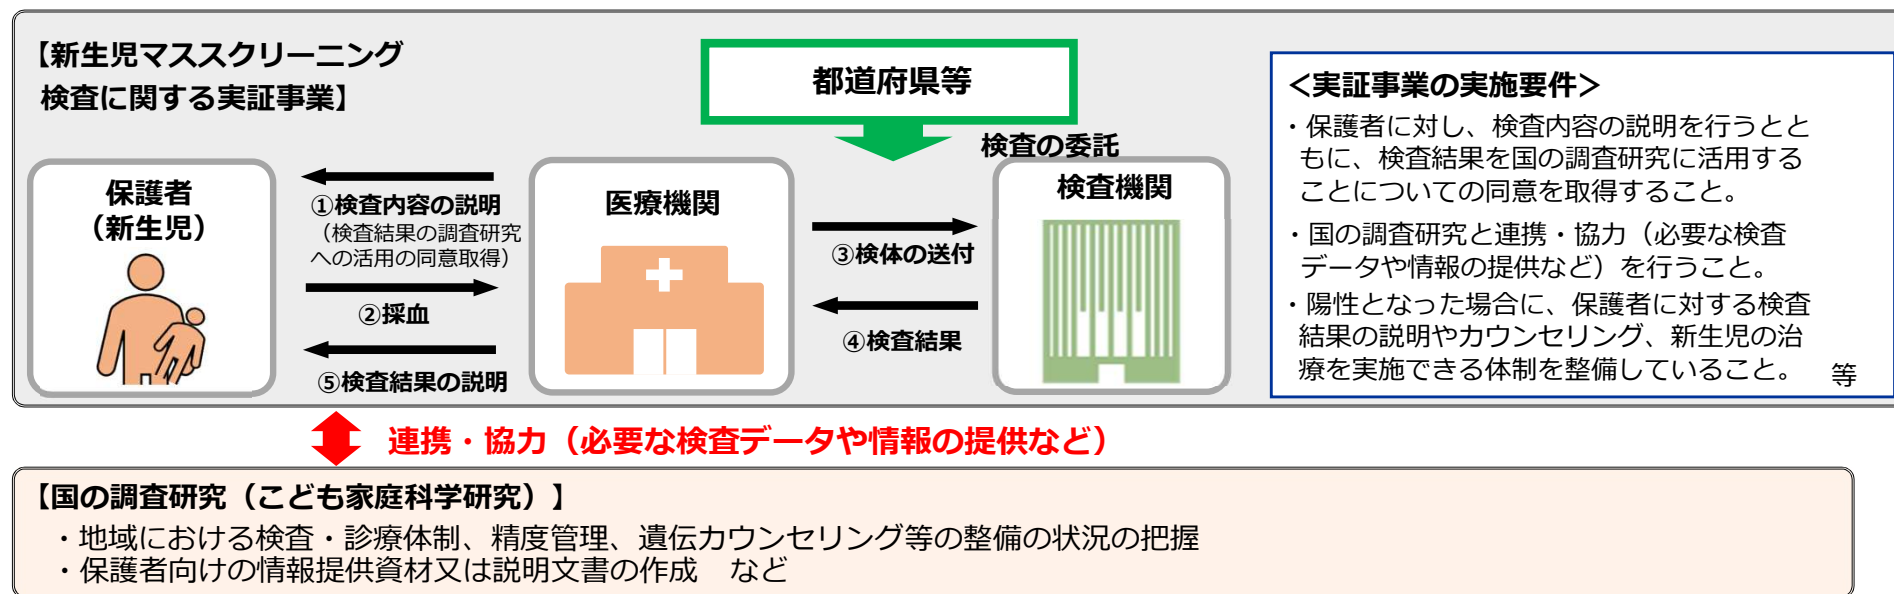 【新生児マススクリーニング
検査に関する実証事業】
都道府県等
検査の委託
保護者
（新生児）
①検査内容の説明
（検査結果の調査研究
への活用の同意取得）
②採血
⑤検査結果の説明
医療機関
③検体の送付
④検査結果
検査機関
＜実証事業の実施要件＞
・保護者に対し、検査内容の説明を行うとと
もに、検査結果を国の調査研究に活用する
ことについての同意を取得すること。
・国の調査研究と連携・協力（必要な検査
データや情報の提供など）を行うこと。
・陽性となった場合に、保護者に対する検査
結果の説明やカウンセリング、新生児の治
療を実施できる体制を整備していること。 等
連携・協力（必要な検査データや情報の提供など）
【国の調査研究（こども家庭科学研究）】
・地域における検査・診療体制、精度管理、遺伝カウンセリング等の整備の状況の把握
・保護者向けの情報提供資材又は説明文書の作成　など